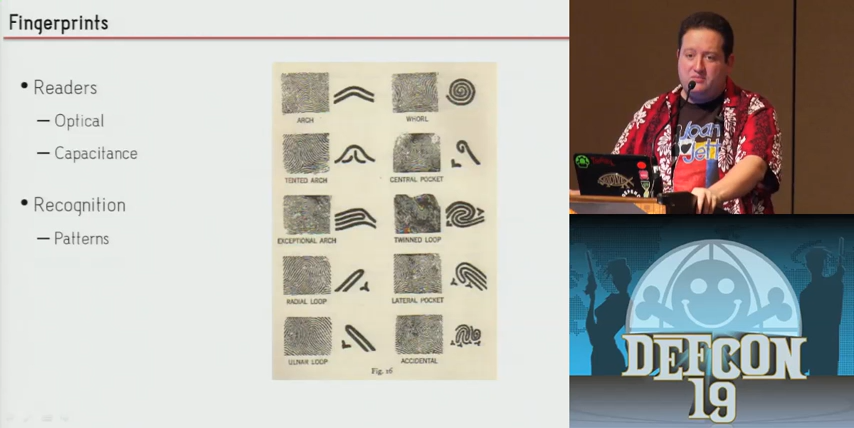 Fingerprints
• Readers
– Optical
– Capacitance
• Recognition
– Patterns
ARCH
WHORL
TENTED ARCH
CENTRAL POCKET
EXCEPTIONAL ARCH
TWINNED LOOP
RADIAL LOOP
LATERAL POCKET
ULNAR LOOP
ACCIDENTAL
Fig. 16
DEFCON
19